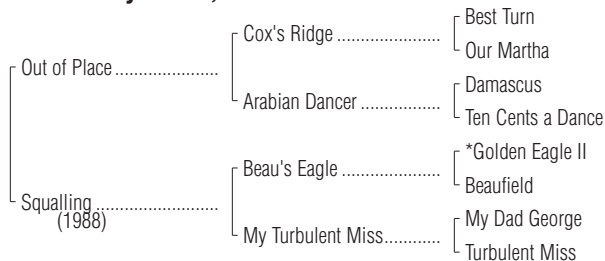 Best Turn
Cox's Ridge ....................
Our Martha
Out of Place ....................
Damascus
Arabian Dancer ................
Ten Cents a Dance
*Golden Eagle II
Beau's Eagle ...................
Beaufield
Squalling ........................
(1988)
My Dad George
My Turbulent Miss...........
Turbulent Miss